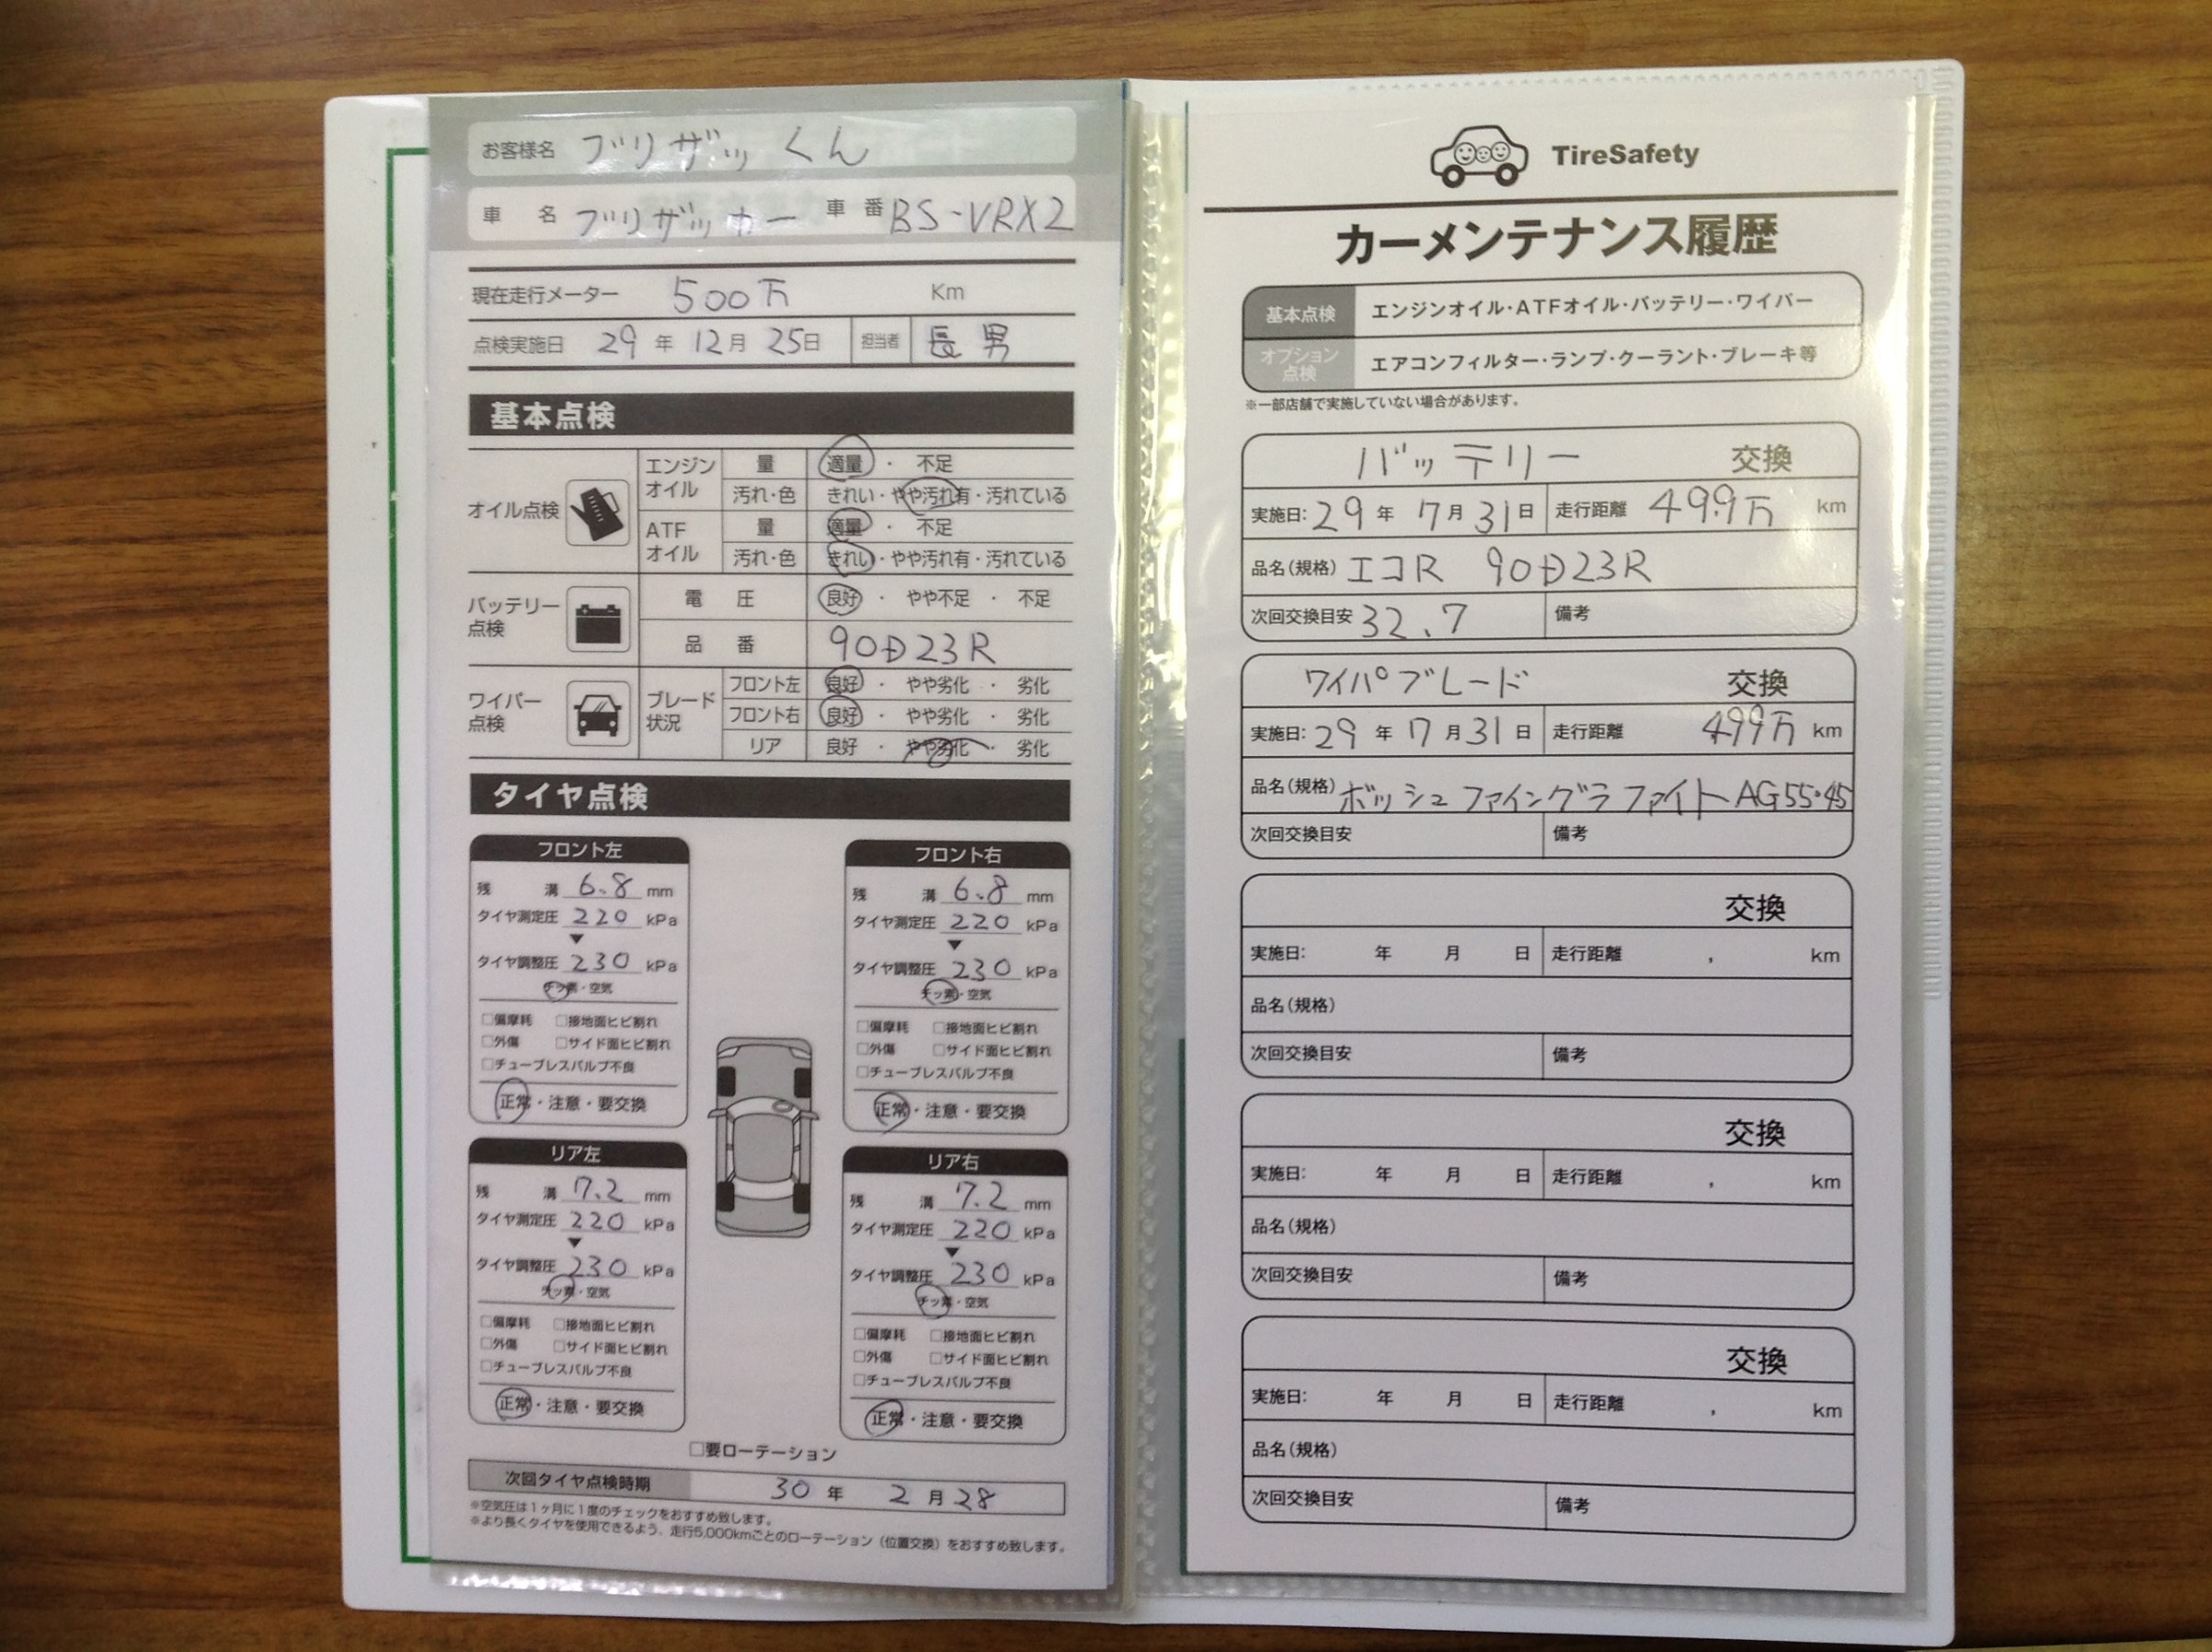 お客様名 ブリザッくん
車名 ブリザッカー 車番 BS-VRX2
現在走行メーター 500万 Km
点検実施日 29年 12月 25日 担当者 長男
基本点検
オイル点検 エンジンオイル 量 適量 ・ 不足
汚れ・色 きれい・やや汚れ有・汚れている
ATFオイル 量 適量 ・ 不足
汚れ・色 きれい・やや汚れ有・汚れている
バッテリー点検 電圧 良好 ・ やや不足 ・ 不足
品番 90D23R
ワイパー点検 ブレード状況 フロント左 良好 ・ やや劣化 ・ 劣化
フロント右 良好 ・ やや劣化 ・ 劣化
リア 良好 ・ やや劣化 ・ 劣化
タイヤ点検
フロント左
残溝 6.8 mm
タイヤ測定圧 220 kPa
▼
タイヤ調整圧 230 kPa
チッ素・空気
□偏摩耗 □接地面ヒビ割れ
□外傷 □サイド面ヒビ割れ
□チューブレスバルブ不良
正常・注意・要交換
フロント右
残溝 6.8 mm
タイヤ測定圧 220 kPa
▼
タイヤ調整圧 230 kPa
チッ素・空気
□偏摩耗 □接地面ヒビ割れ
□外傷 □サイド面ヒビ割れ
□チューブレスバルブ不良
正常・注意・要交換
リア左
残溝 7.2 mm
タイヤ測定圧 220 kPa
▼
タイヤ調整圧 230 kPa
チッ素・空気
□偏摩耗 □接地面ヒビ割れ
□外傷 □サイド面ヒビ割れ
□チューブレスバルブ不良
正常・注意・要交換
リア右
残溝 7.2 mm
タイヤ測定圧 220 kPa
▼
タイヤ調整圧 230 kPa
チッ素・空気
□偏摩耗 □接地面ヒビ割れ
□外傷 □サイド面ヒビ割れ
□チューブレスバルブ不良
正常・注意・要交換
□要ローテーション
次回タイヤ点検時期 30年 2月28
※空気圧は1ヶ月に1度のチェックをおすすめ致します。
※より長くタイヤを使用できるよう、走行5,000kmごとのローテーション(位置交換)をおすすめ致します。
TireSafety
カーメンテナンス履歴
基本点検 エンジンオイル・ATFオイル・バッテリー・ワイパー
オプション点検 エアコンフィルター・ランプ・クーラント・ブレーキ等
※一部店舗で実施していない場合があります。
バッテリー 交換
実施日:29年 7月31日 走行距離 499万 km
品名(規格) エコR 90D23R
次回交換目安 32.7 備考
ワイパブレード 交換
実施日:29年 7月31日 走行距離 499万 km
品名(規格) ボッシュファイングラファイト AG55・45
次回交換目安 備考
交換
実施日: 年 月 日 走行距離 , km
品名(規格)
次回交換目安 備考
交換
実施日: 年 月 日 走行距離 , km
品名(規格)
次回交換目安 備考
交換
実施日: 年 月 日 走行距離 , km
品名(規格)
次回交換目安 備考